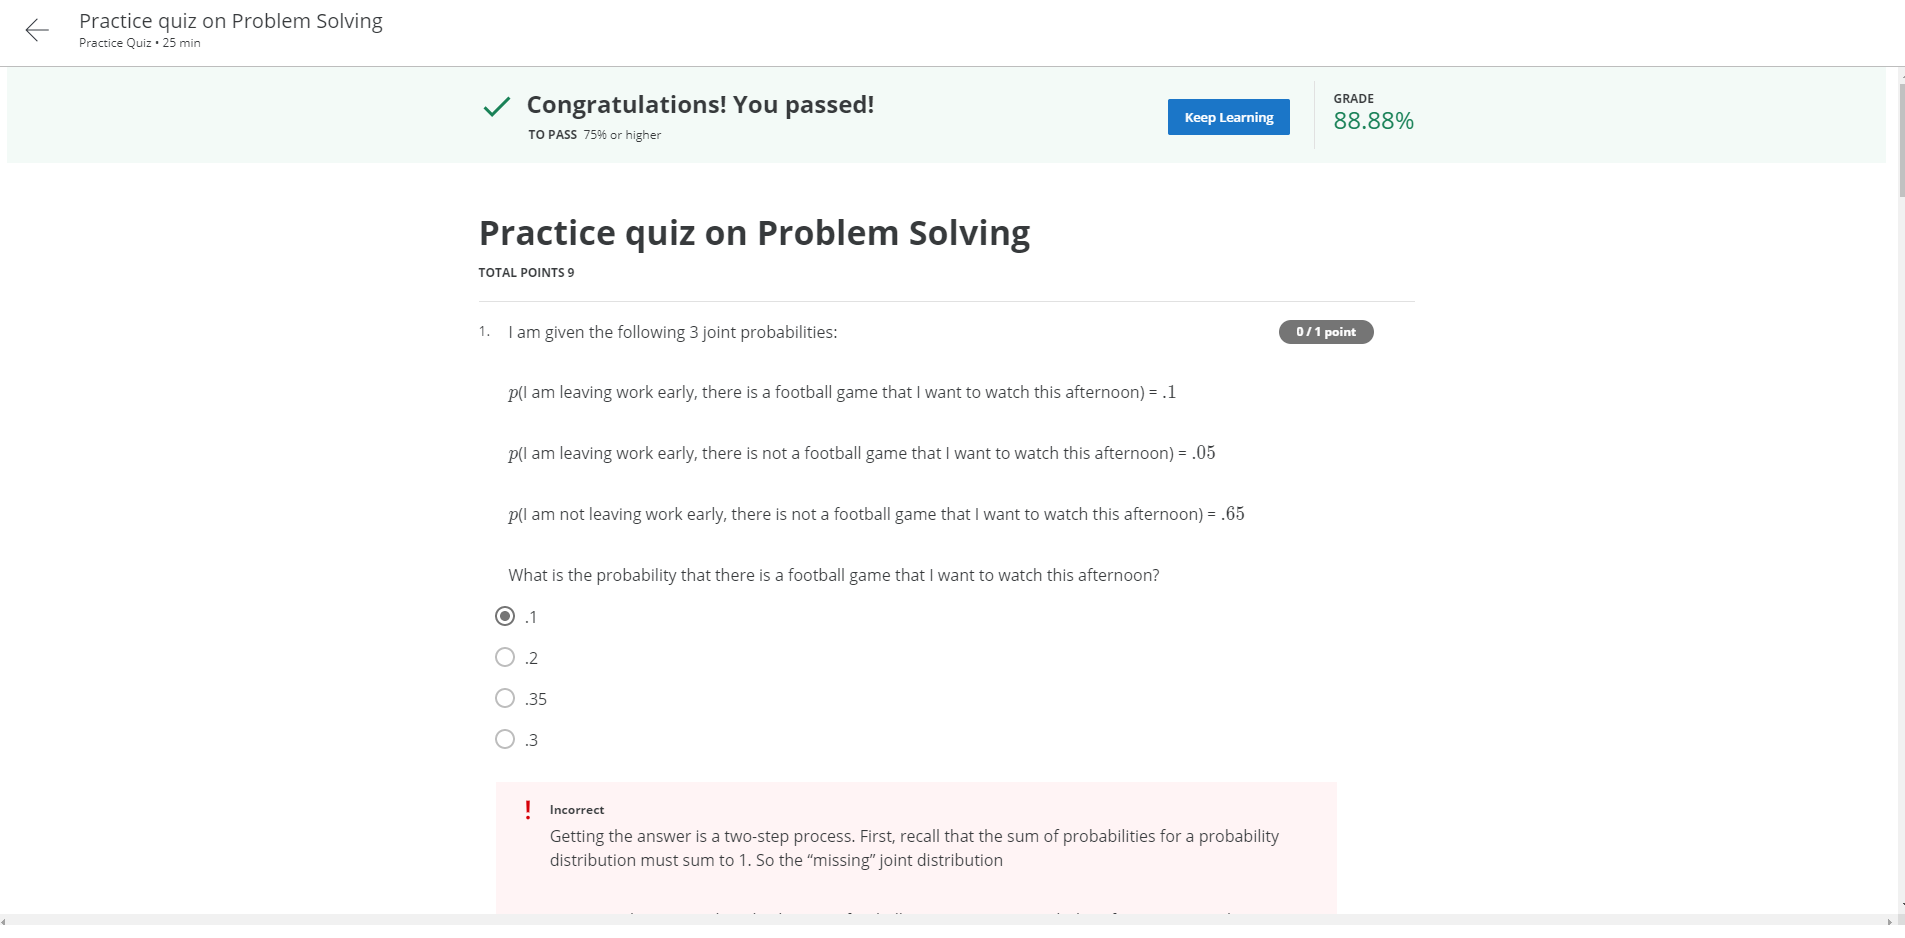 Practice quiz on Problem Solving
Practice Quiz • 25 min
Congratulations! You passed!
TO PASS 75% or higher
Keep Learning
GRADE
88.88%
Practice quiz on Problem Solving
TOTAL POINTS 9
1. I am given the following 3 joint probabilities:
0 / 1 point
p(I am leaving work early, there is a football game that I want to watch this afternoon) = .1
p(I am leaving work early, there is not a football game that I want to watch this afternoon) = .05
p(I am not leaving work early, there is not a football game that I want to watch this afternoon) = .65
What is the probability that there is a football game that I want to watch this afternoon?
.1
.2
.35
.3
Incorrect
Getting the answer is a two-step process. First, recall that the sum of probabilities for a probability
distribution must sum to 1. So the “missing” joint distribution